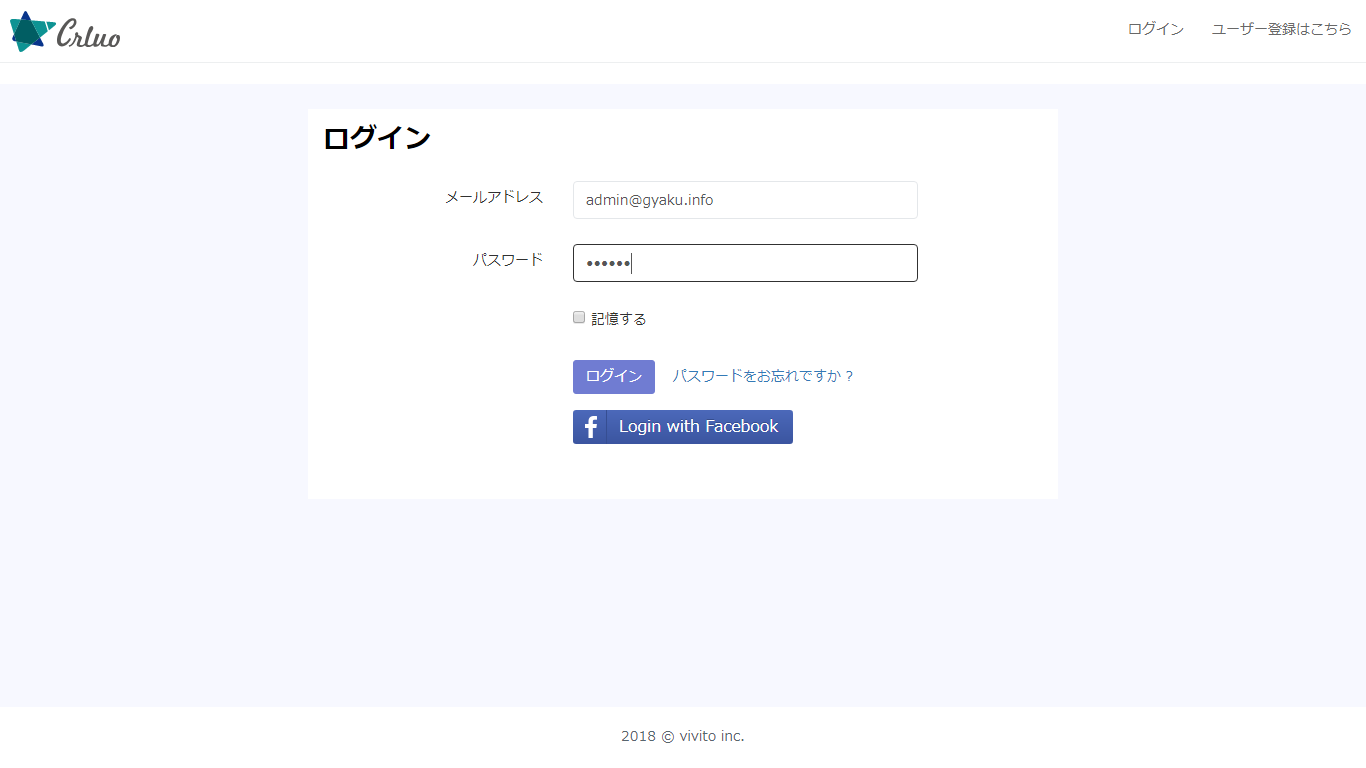 Crluo
ログイン ユーザー登録はこちら
ログイン
メールアドレス admin@gyaku.info
パスワード ••••••
記憶する
ログイン パスワードをお忘れですか？
Login with Facebook
2018 © vivito inc.